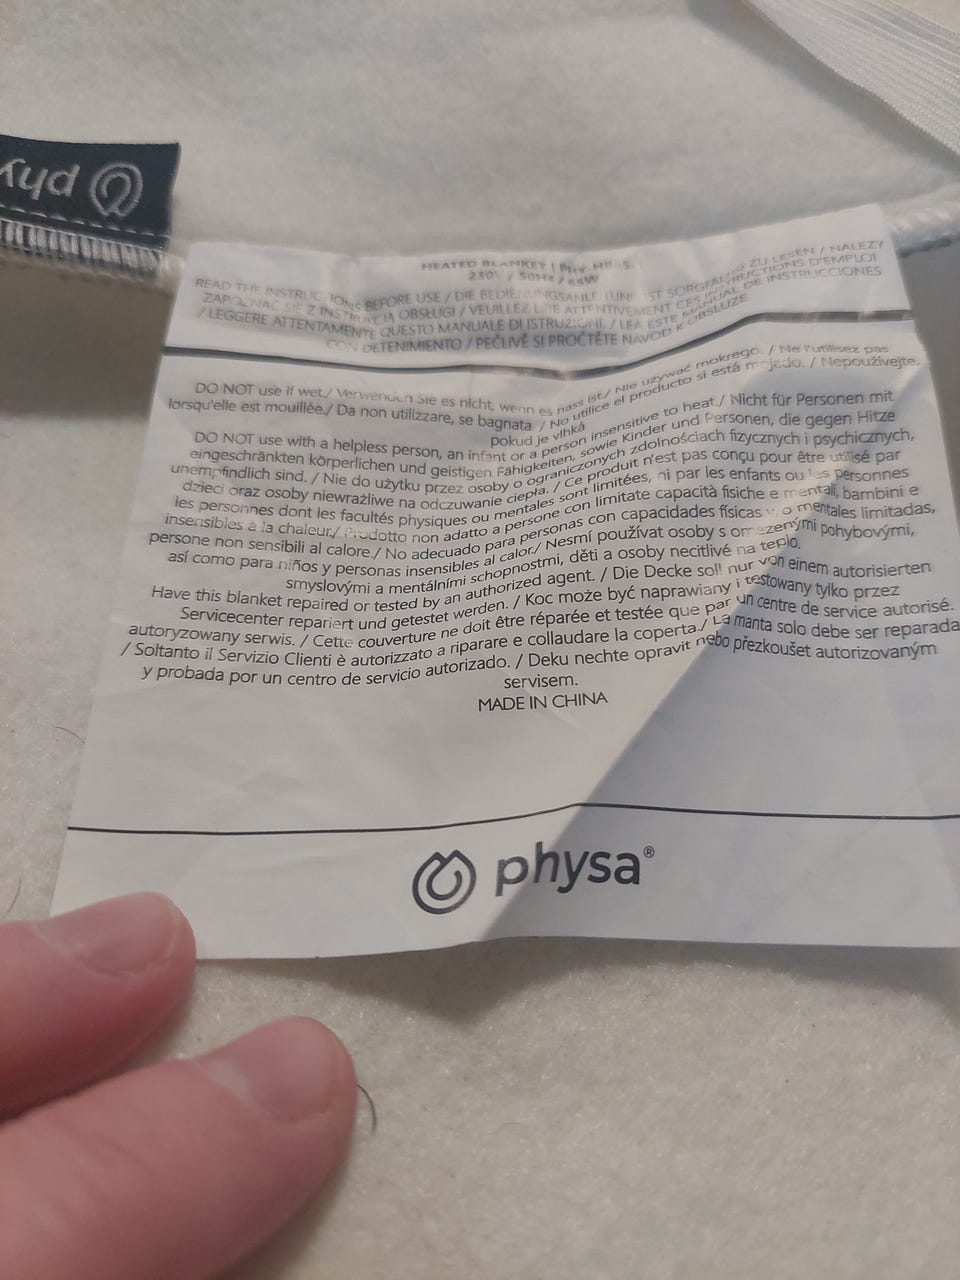 phy
HEATED BLANKET |
230V / 50Hz / 65W
READ THE INSTRUCTIONS BEFORE USE / DIE BEDIENUNGSANLEITUNG IST SORGFÄLTIG ZU LESEN / NALEŻY
ZAPOZNAĆ SIĘ Z INSTRUKCJĄ OBSŁUGI / VEUILLEZ LIRE ATTENTIVEMENT CES INSTRUCTIONS D'EMPLOI
/ LEGGERE ATTENTAMENTE QUESTO MANUALE DI ISTRUZIONI. / LEA ESTE MANUAL DE INSTRUCCIONES
CON DETENIMIENTO / PEČLIVĚ SI PROČTĚTE NÁVOD K OBSLUZE
DO NOT use if wet./ Verwenden Sie es nicht, wenn es nass ist./ Nie używać mokrego. / Ne l'utilisez pas
lorsqu'elle est mouillée./ Da non utilizzare, se bagnata. / No utilice el producto si está mojado. / Nepoužívejte,
pokud je vlhká
DO NOT use with a helpless person, an infant or a person insensitive to heat./ Nicht für Personen mit
eingeschränkten körperlichen und geistigen Fähigkeiten, sowie Kinder und Personen, die gegen Hitze
unempfindlich sind. / Nie do użytku przez osoby o ograniczonych zdolnościach fizycznych i psychicznych,
dzieci oraz osoby niewrażliwe na odczuwanie ciepła. / Ce produit n'est pas conçu pour être utilisé par
les personnes dont les facultés physiques ou mentales sont limitées, ni par les enfants ou les personnes
insensibles à la chaleur./ Prodotto non adatto a persone con limitate capacità fisiche e mentali, bambini e
persone non sensibili al calore./ No adecuado para personas con capacidades físicas y, o mentales limitadas,
así como para niños y personas insensibles al calor./ Nesmí používat osoby s omezenými pohybovými,
smyslovými a mentálními schopnostmi, děti a osoby necitlivé na teplo.
Have this blanket repaired or tested by an authorized agent. / Die Decke soll nur von einem autorisierten
Servicecenter repariert und getestet werden. / Koc może być naprawiany i testowany tylko przez
autoryzowany serwis. / Cette couverture ne doit être réparée et testée que par un centre de service autorisé.
/ Soltanto il Servizio Clienti è autorizzato a riparare e collaudare la coperta./ La manta solo debe ser reparada
y probada por un centro de servicio autorizado. / Deku nechte opravit nebo přezkoušet autorizovaným
servisem.
MADE IN CHINA
physa®